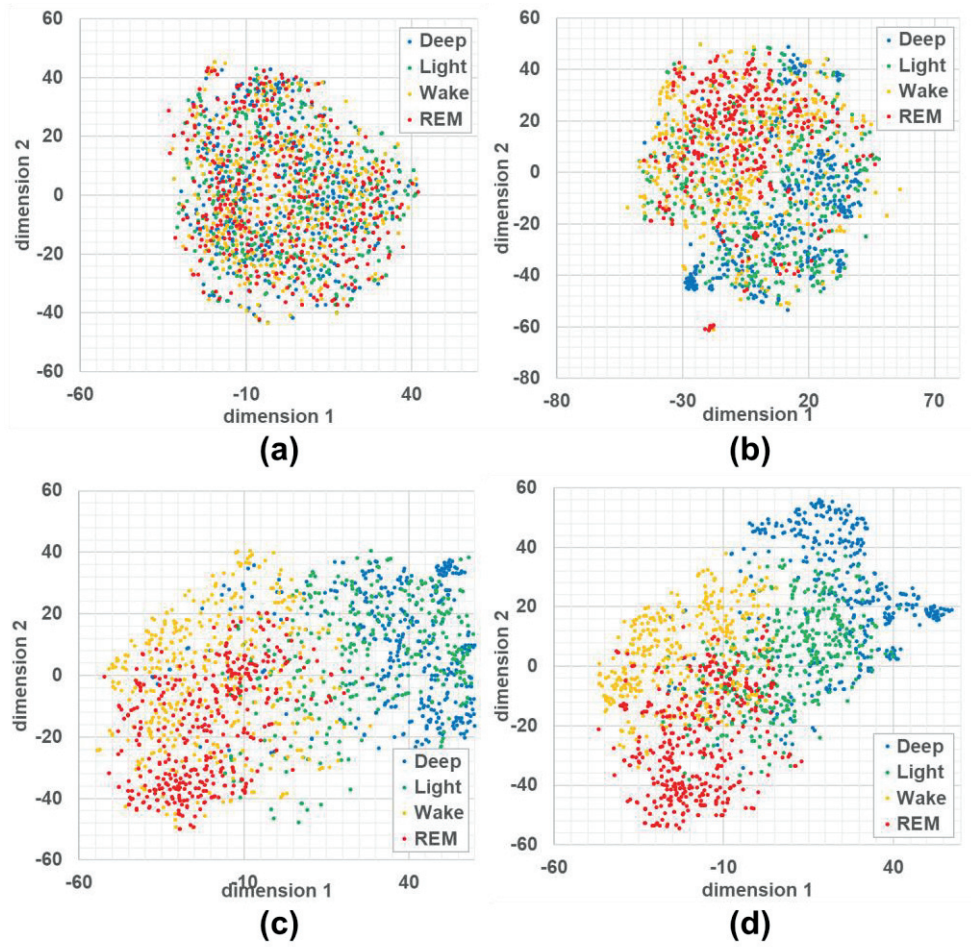 60
40
20
0
-20
-40
-60
dimension 2
-60
-10
40
dimension 1
Deep
Light
Wake
REM
(a)
60
40
20
0
-20
-40
-60
-80
dimension 2
-80
-30
20
70
dimension 1
Deep
Light
Wake
REM
(b)
60
40
20
0
-20
-40
-60
dimension 2
-60
-10
40
dimension 1
Deep
Light
Wake
REM
(c)
60
40
20
0
-20
-40
-60
dimension 2
-60
-10
40
dimension 1
Deep
Light
Wake
REM
(d)